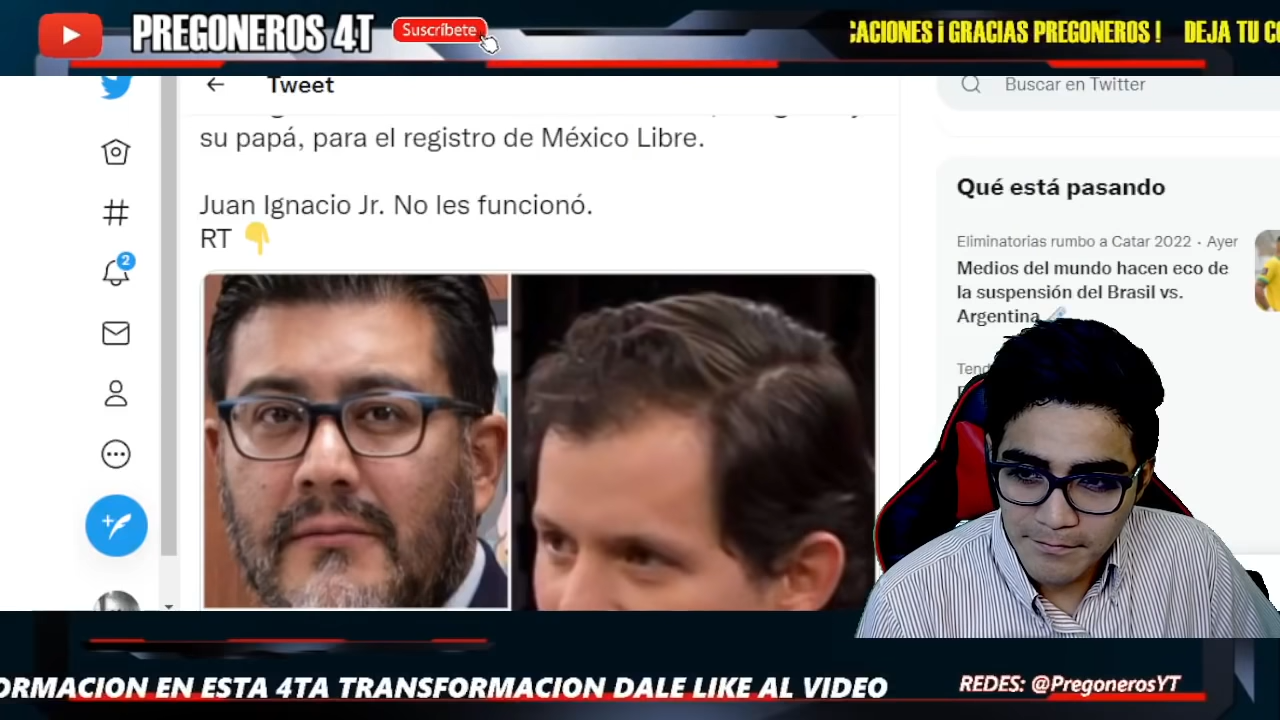 PREGONEROS 4T
Suscríbete
CACIONES ¡ GRACIAS PREGONEROS ! DEJA TU CO
Tweet
Buscar en Twitter
su papá, para el registro de México Libre.
Juan Ignacio Jr. No les funcionó.
RT 👇
2
Qué está pasando
Eliminatorias rumbo a Catar 2022 · Ayer
Medios del mundo hacen eco de
la suspensión del Brasil vs.
Argentina
Tend
ORMACION EN ESTA 4TA TRANSFORMACION DALE LIKE AL VIDEO
REDES: @PregonerosYT